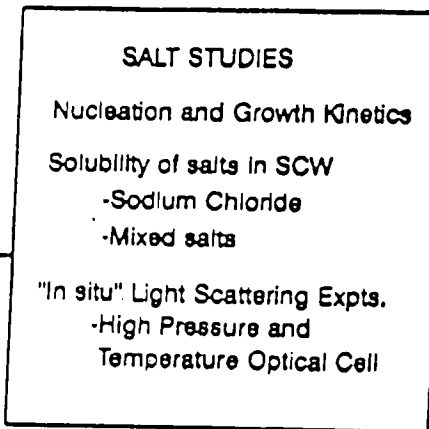 SALT STUDIES
Nucleation and Growth Kinetics
Solubility of salts in SCW
-Sodium Chloride
-Mixed salts
"In situ" Light Scattering Expts.
-High Pressure and
Temperature Optical Cell